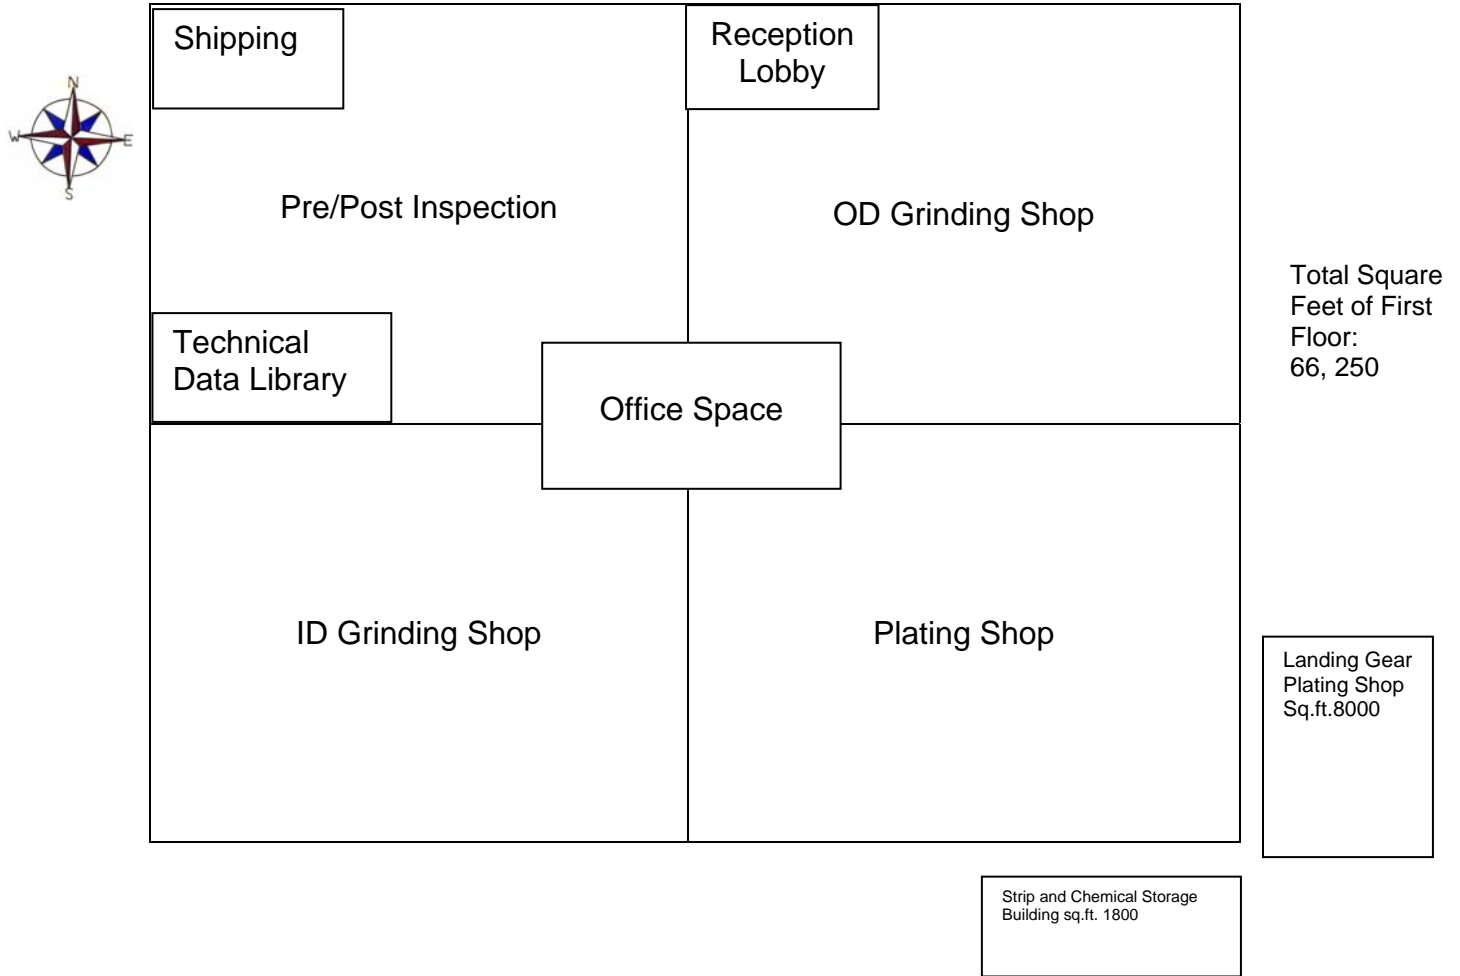 Shipping
Reception
Lobby
N
W
E
S
Pre/Post Inspection
OD Grinding Shop
Total Square
Feet of First
Floor:
66, 250
Technical
Data Library
Office Space
ID Grinding Shop
Plating Shop
Landing Gear
Plating Shop
Sq.ft.8000
Strip and Chemical Storage
Building sq.ft. 1800